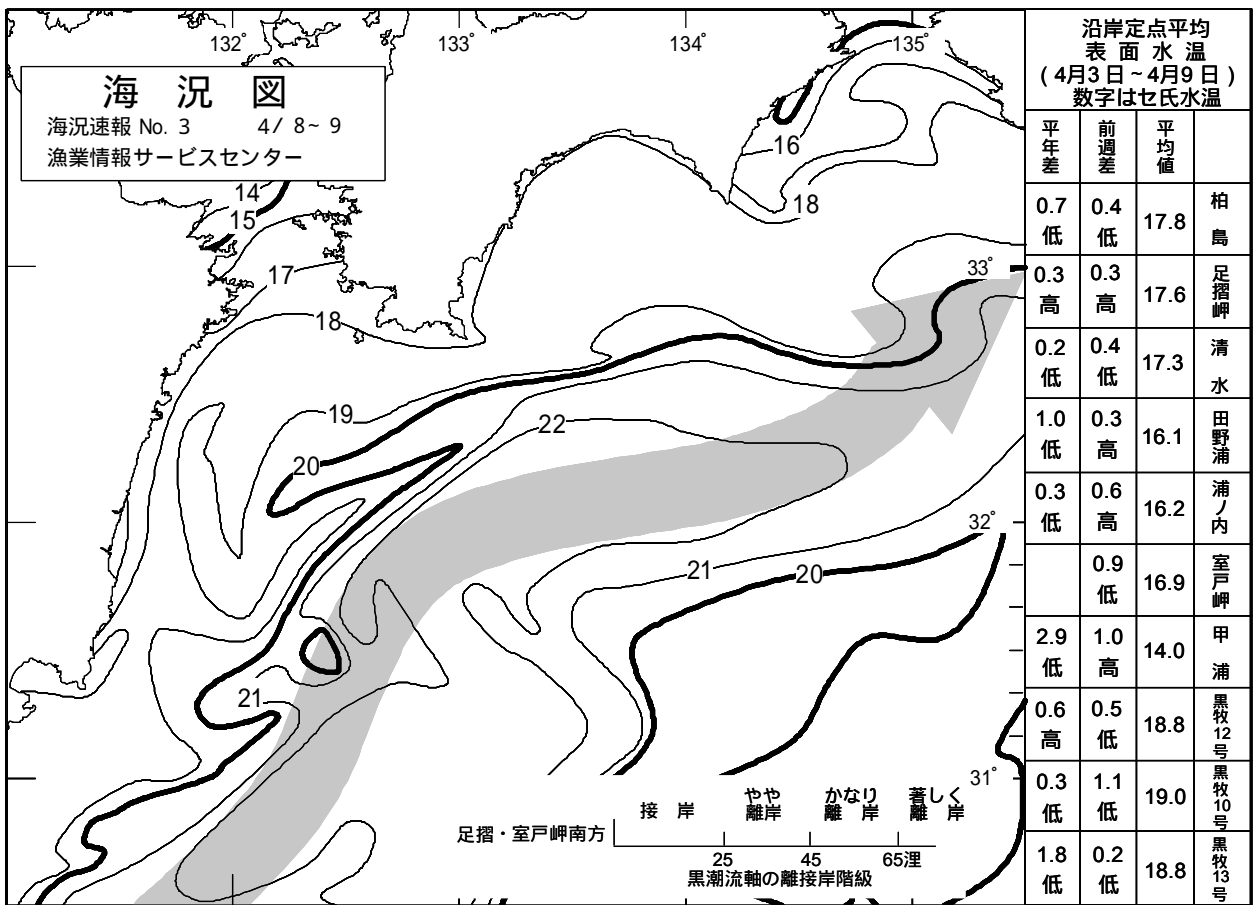 132°
133°
134°
135°
海 況 図
海況速報 No. 3 4/ 8~ 9
漁業情報サービスセンター
14
15
16
17
18
18
33°
19
22
20
32°
21
20
21
31°
接 岸
やや離岸
かなり離 岸
著しく離 岸
足摺・室戸岬南方
25 45 65浬
黒潮流軸の離接岸階級
沿岸定点平均
表 面 水 温
( 4月3 日 ~ 4月9 日 )
数字はセ氏水温
平年差 前週差 平均値
0.7低 0.4低 17.8 柏島
0.3高 0.3高 17.6 足摺岬
0.2低 0.4低 17.3 清水
1.0低 0.3高 16.1 田野浦
0.3低 0.6高 16.2 浦ノ内
0.9低 16.9 室戸岬
2.9低 1.0高 14.0 甲浦
0.6高 0.5低 18.8 黒牧12号
0.3低 1.1低 19.0 黒牧10号
1.8低 0.2低 18.8 黒牧13号